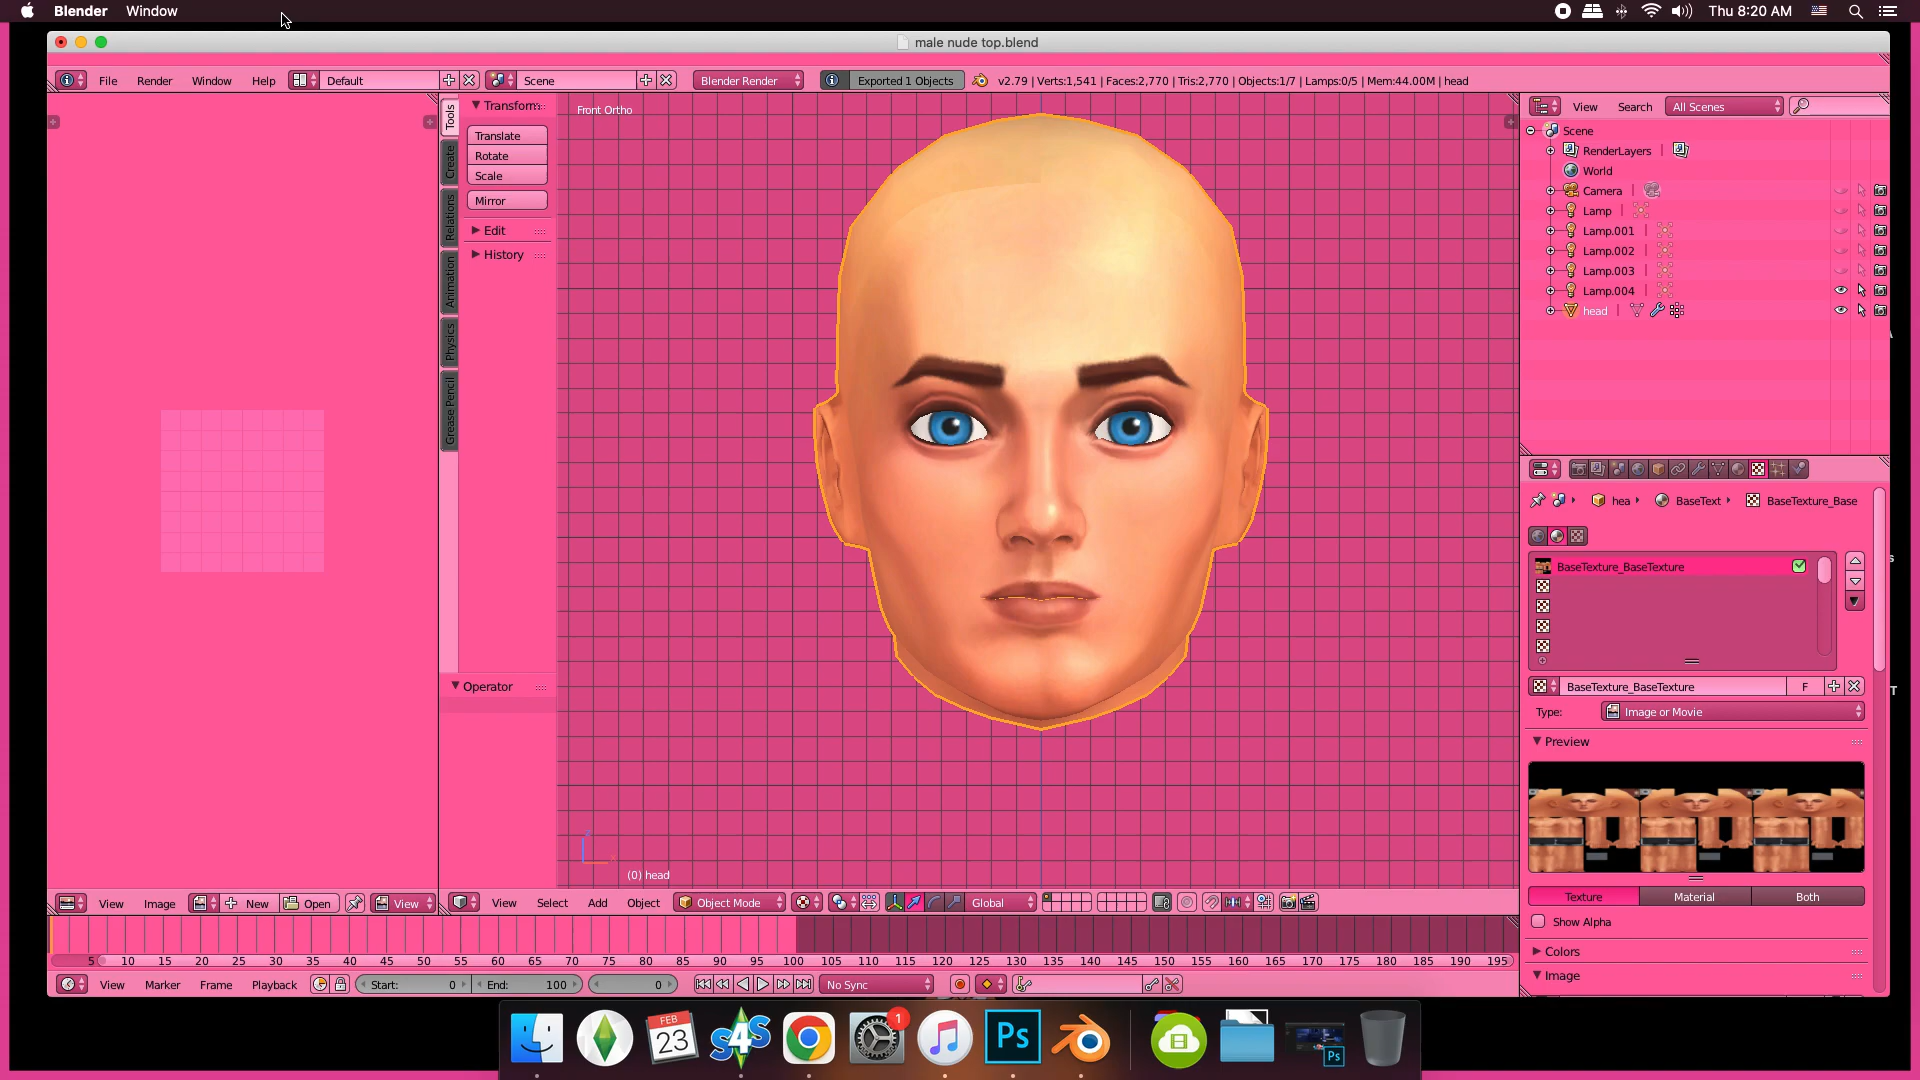 Blender Window Thu 8:20 AM
male nude top.blend
File Render Window Help Default Scene Blender Render Exported 1 Objects v2.79 | Verts:1,541 | Faces:2,770 | Tris:2,770 | Objects:1/7 | Lamps:0/5 | Mem:44.00M | head
Tools
Create
Relations
Animation
Physics
Grease Pencil
Transform
Translate
Rotate
Scale
Mirror
Edit
History
Operator
Front Ortho
(0) head
View Search All Scenes
Scene
RenderLayers
World
Camera
Lamp
Lamp.001
Lamp.002
Lamp.003
Lamp.004
head
hea BaseText BaseTexture_Base
BaseTexture_BaseTexture
BaseTexture_BaseTexture F
Type: Image or Movie
Preview
Texture Material Both
Show Alpha
Colors
Image
View Image New Open View
View Select Add Object Object Mode Global
5 10 15 20 25 30 35 40 45 50 55 60 65 70 75 80 85 90 95 100 105 110 115 120 125 130 135 140 145 150 155 160 165 170 175 180 185 190 195
View Marker Frame Playback Start: 0 End: 100 0 No Sync
FEB
23
S4S
1
Ps
Ps